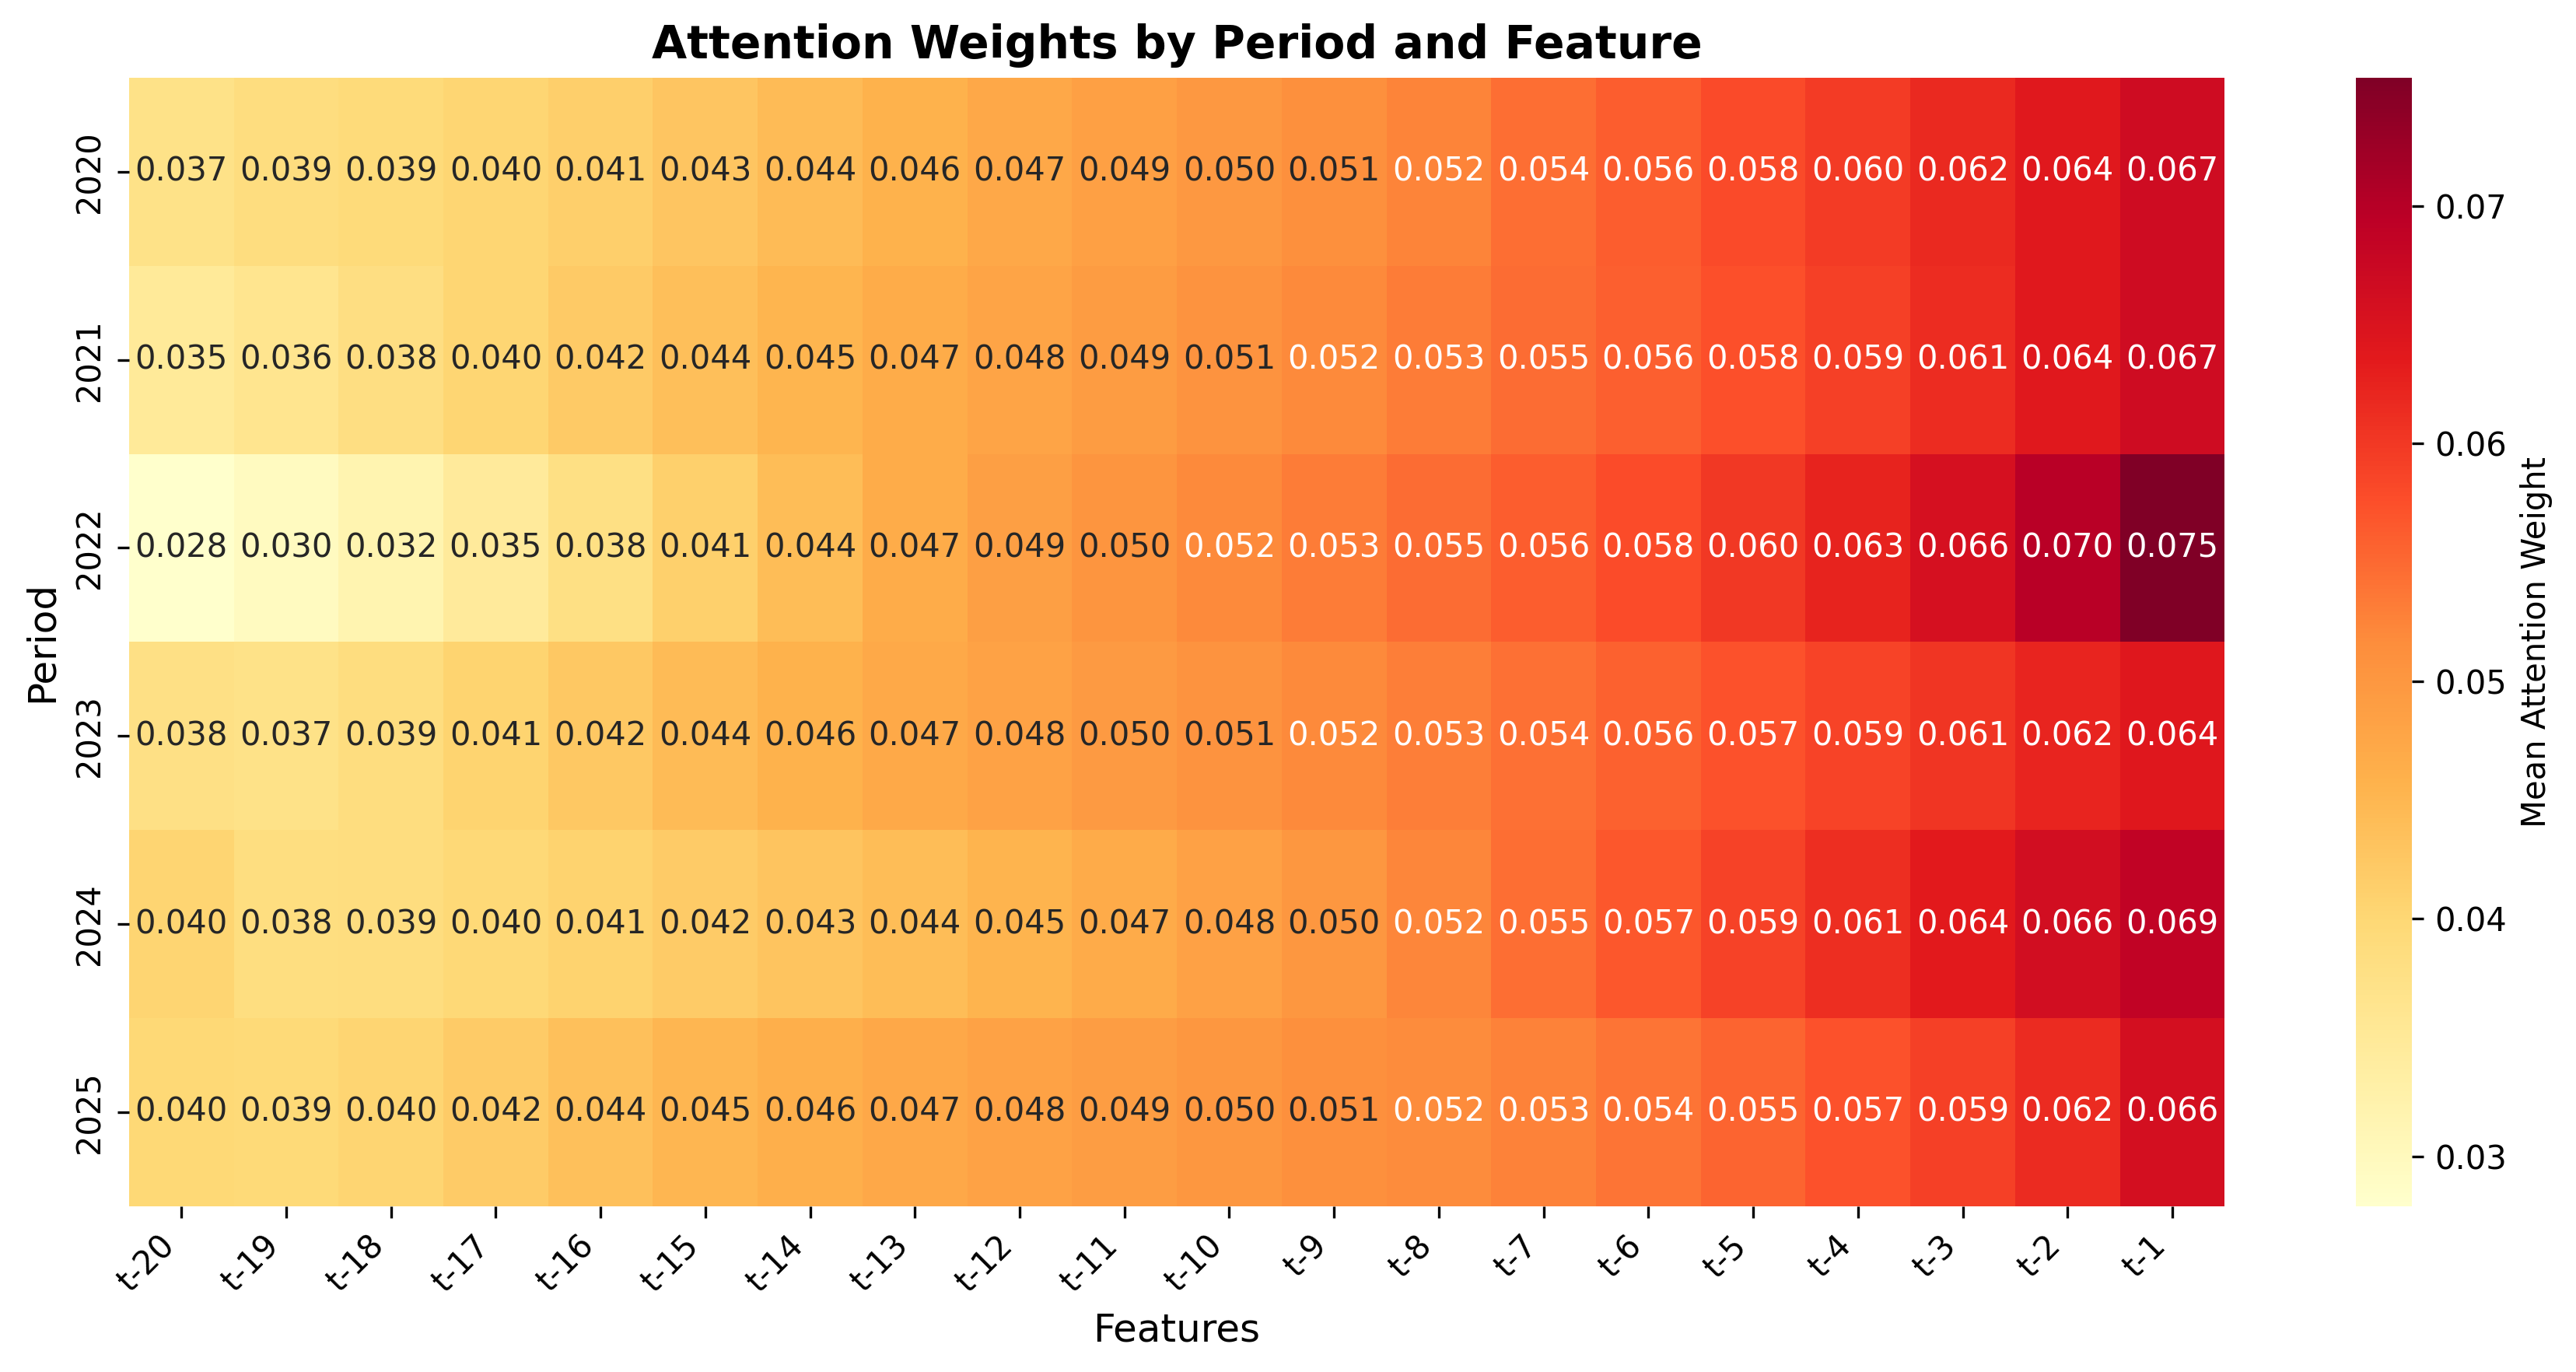 Attention Weights by Period and Feature
Period
2020 0.037 0.039 0.039 0.040 0.041 0.043 0.044 0.046 0.047 0.049 0.050 0.051 0.052 0.054 0.056 0.058 0.060 0.062 0.064 0.067
2021 0.035 0.036 0.038 0.040 0.042 0.044 0.045 0.047 0.048 0.049 0.051 0.052 0.053 0.055 0.056 0.058 0.059 0.061 0.064 0.067
2022 0.028 0.030 0.032 0.035 0.038 0.041 0.044 0.047 0.049 0.050 0.052 0.053 0.055 0.056 0.058 0.060 0.063 0.066 0.070 0.075
2023 0.038 0.037 0.039 0.041 0.042 0.044 0.046 0.047 0.048 0.050 0.051 0.052 0.053 0.054 0.056 0.057 0.059 0.061 0.062 0.064
2024 0.040 0.038 0.039 0.040 0.041 0.042 0.043 0.044 0.045 0.047 0.048 0.050 0.052 0.055 0.057 0.059 0.061 0.064 0.066 0.069
2025 0.040 0.039 0.040 0.042 0.044 0.045 0.046 0.047 0.048 0.049 0.050 0.051 0.052 0.053 0.054 0.055 0.057 0.059 0.062 0.066
t-20 t-19 t-18 t-17 t-16 t-15 t-14 t-13 t-12 t-11 t-10 t-9 t-8 t-7 t-6 t-5 t-4 t-3 t-2 t-1
Features
0.07
0.06
0.05
0.04
0.03
Mean Attention Weight